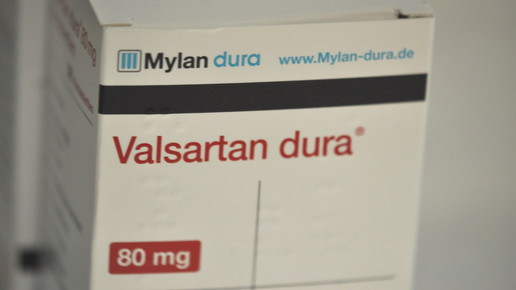 Mylan dura www.Mylan-dura.de
Valsartan dura®
80 mg